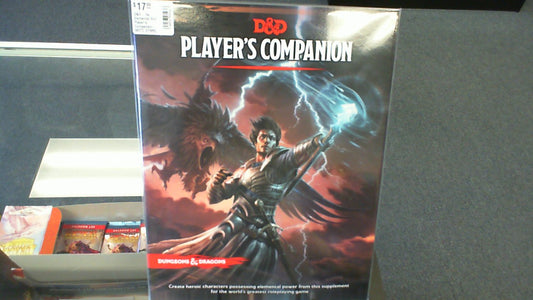 $17
D&D
PLAYER'S COMPANION
DUNGEONS & DRAGONS
Create heroic characters possessing elemental power from this supplement
for the world's greatest roleplaying game